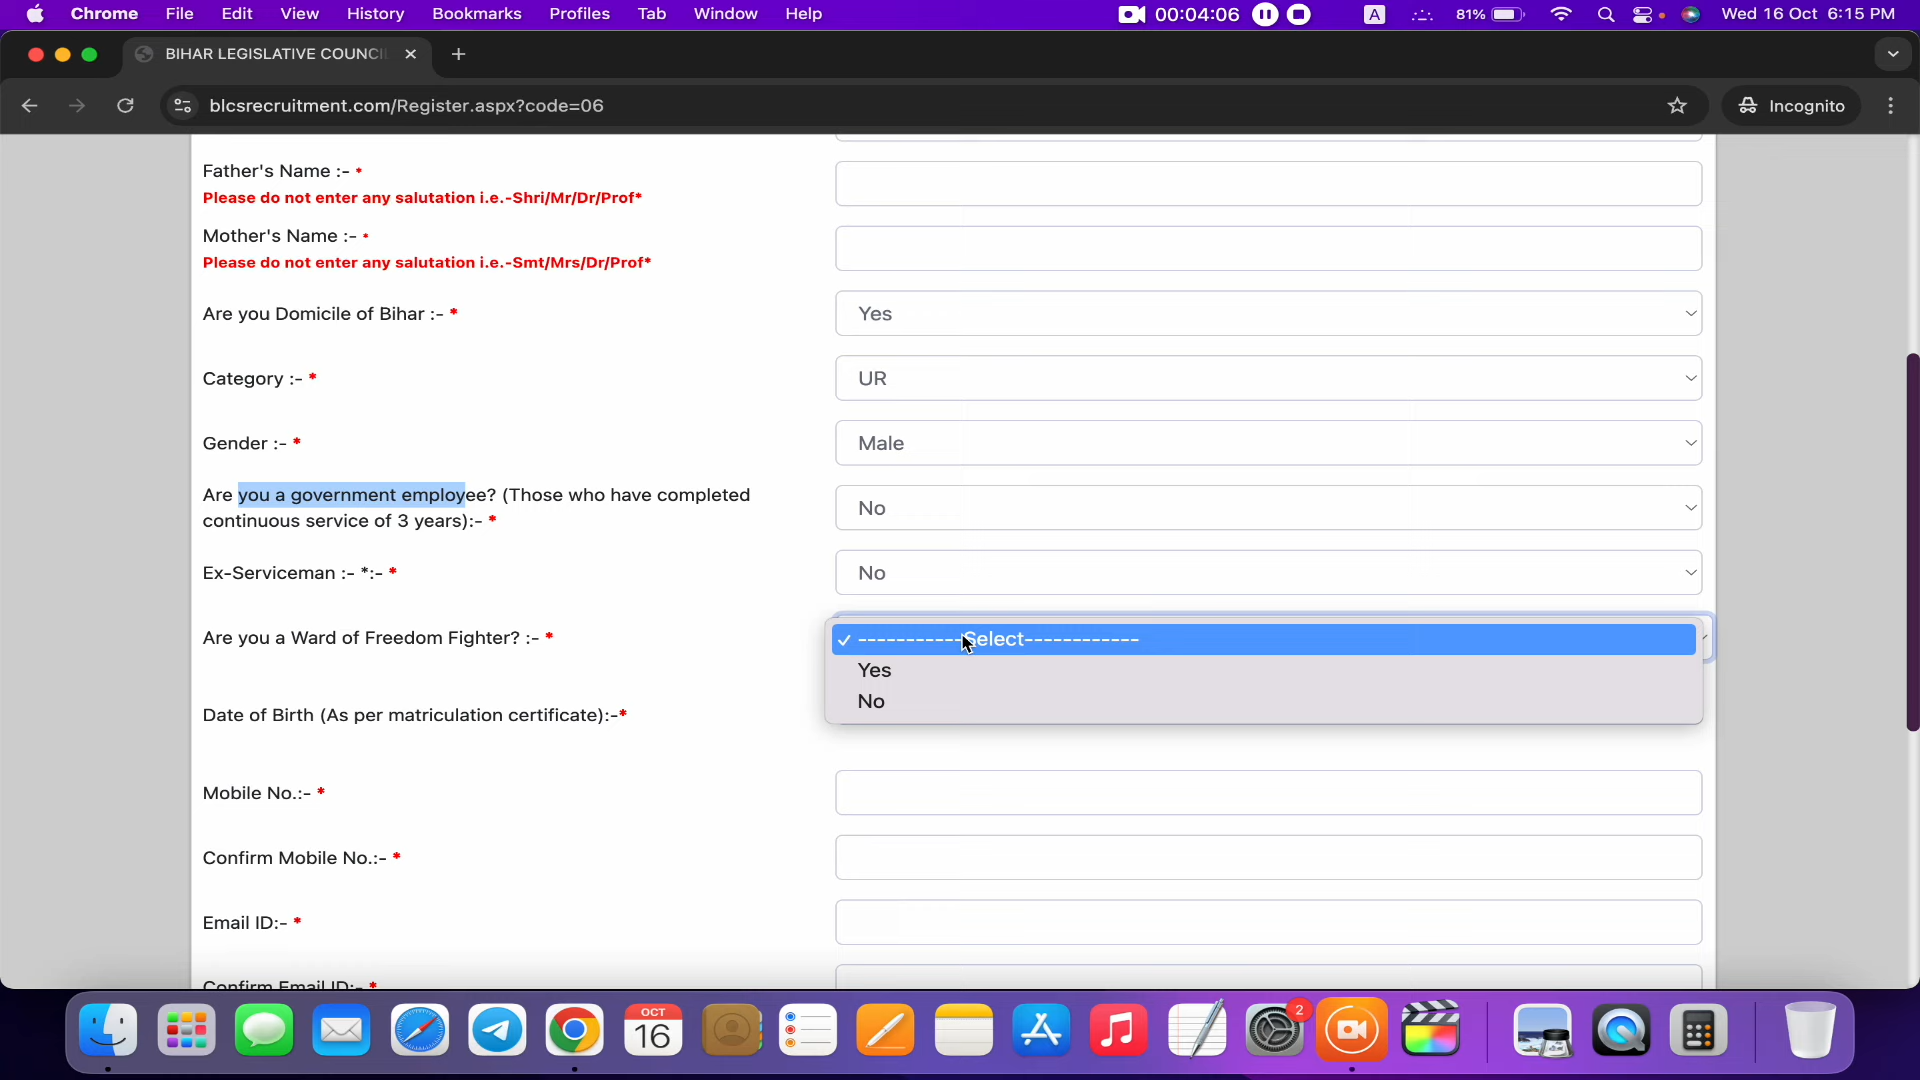 Chrome File Edit View History Bookmarks Profiles Tab Window Help 00:04:06 A 81% Wed 16 Oct 6:15 PM
BIHAR LEGISLATIVE COUNCI
blcsrecruitment.com/Register.aspx?code=06 Incognito
Father's Name :- *
Please do not enter any salutation i.e.-Shri/Mr/Dr/Prof*
Mother's Name :- *
Please do not enter any salutation i.e.-Smt/Mrs/Dr/Prof*
Are you Domicile of Bihar :- * Yes
Category :- * UR
Gender :- * Male
Are you a government employee? (Those who have completed
continuous service of 3 years):- * No
Ex-Serviceman :- *:- * No
Are you a Ward of Freedom Fighter? :- * ✓ -----------Select------------
Yes
No
Date of Birth (As per matriculation certificate):-*
Mobile No.:- *
Confirm Mobile No.:- *
Email ID:- *
Confirm Email ID:- *
OCT
16
2